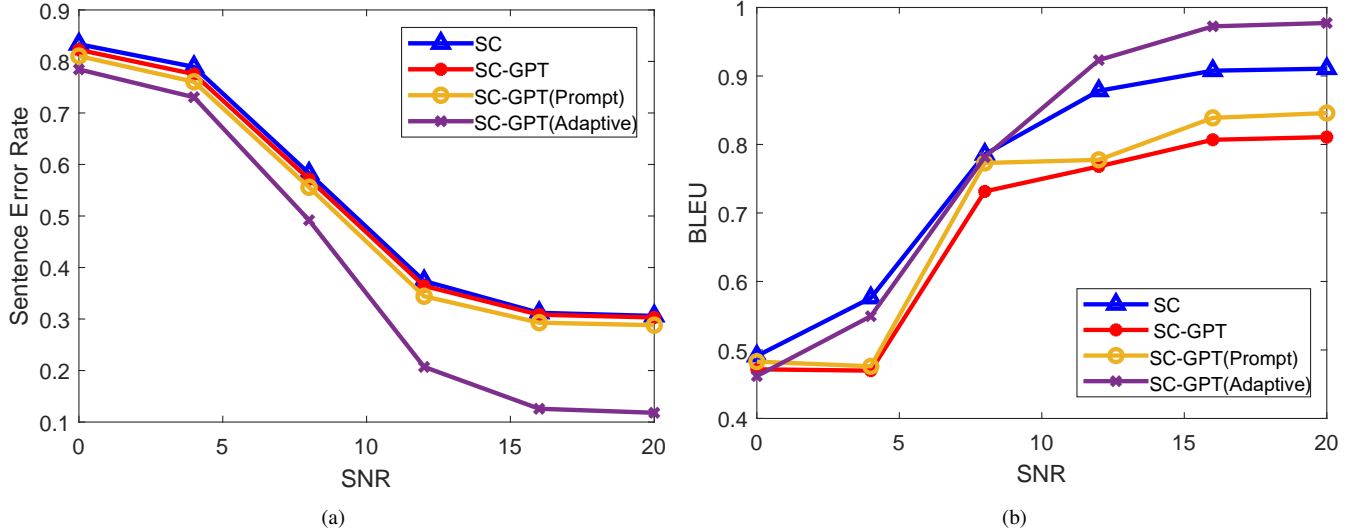 0.9
0.8
0.7
0.6
0.5
0.4
0.3
0.2
0.1
Sentence Error Rate
SC
SC-GPT
SC-GPT(Prompt)
SC-GPT(Adaptive)
0 5 10 15 20
SNR
(a)
1
0.9
0.8
0.7
0.6
0.5
0.4
BLEU
SC
SC-GPT
SC-GPT(Prompt)
SC-GPT(Adaptive)
0 5 10 15 20
SNR
(b)